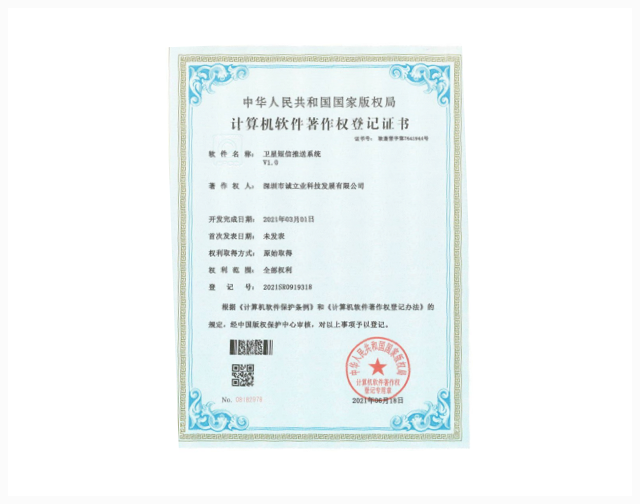 中华人民共和国国家版权局
计算机软件著作权登记证书
证书号： 软著登字第7641944号
软 件 名 称： 卫星短信推送系统
V1.0
著 作 权 人： 深圳市诚立业科技发展有限公司
开发完成日期： 2021年03月01日
首次发表日期： 未发表
权利取得方式： 原始取得
权 利 范 围： 全部权利
登 记 号： 2021SR0919318
根据《计算机软件保护条例》和《计算机软件著作权登记办法》的
规定，经中国版权保护中心审核，对以上事项予以登记。
中华人民共和国国家版权局
计算机软件著作权
登记专用章
No.
2021年06月18日